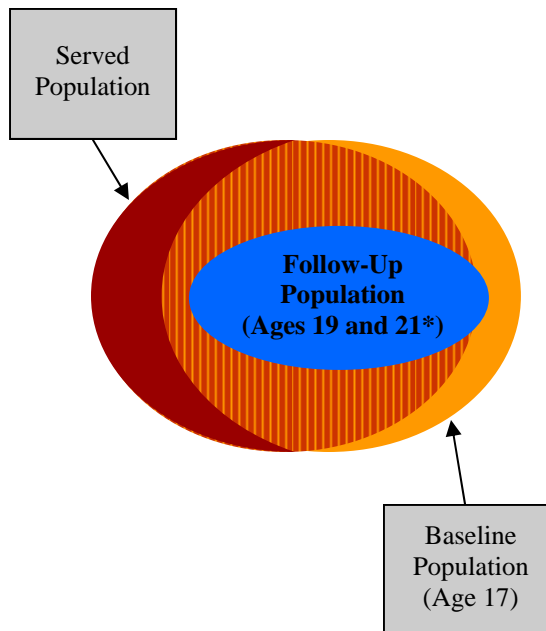 Served
Population
Follow-Up
Population
(Ages 19 and 21*)
Baseline
Population
(Age 17)